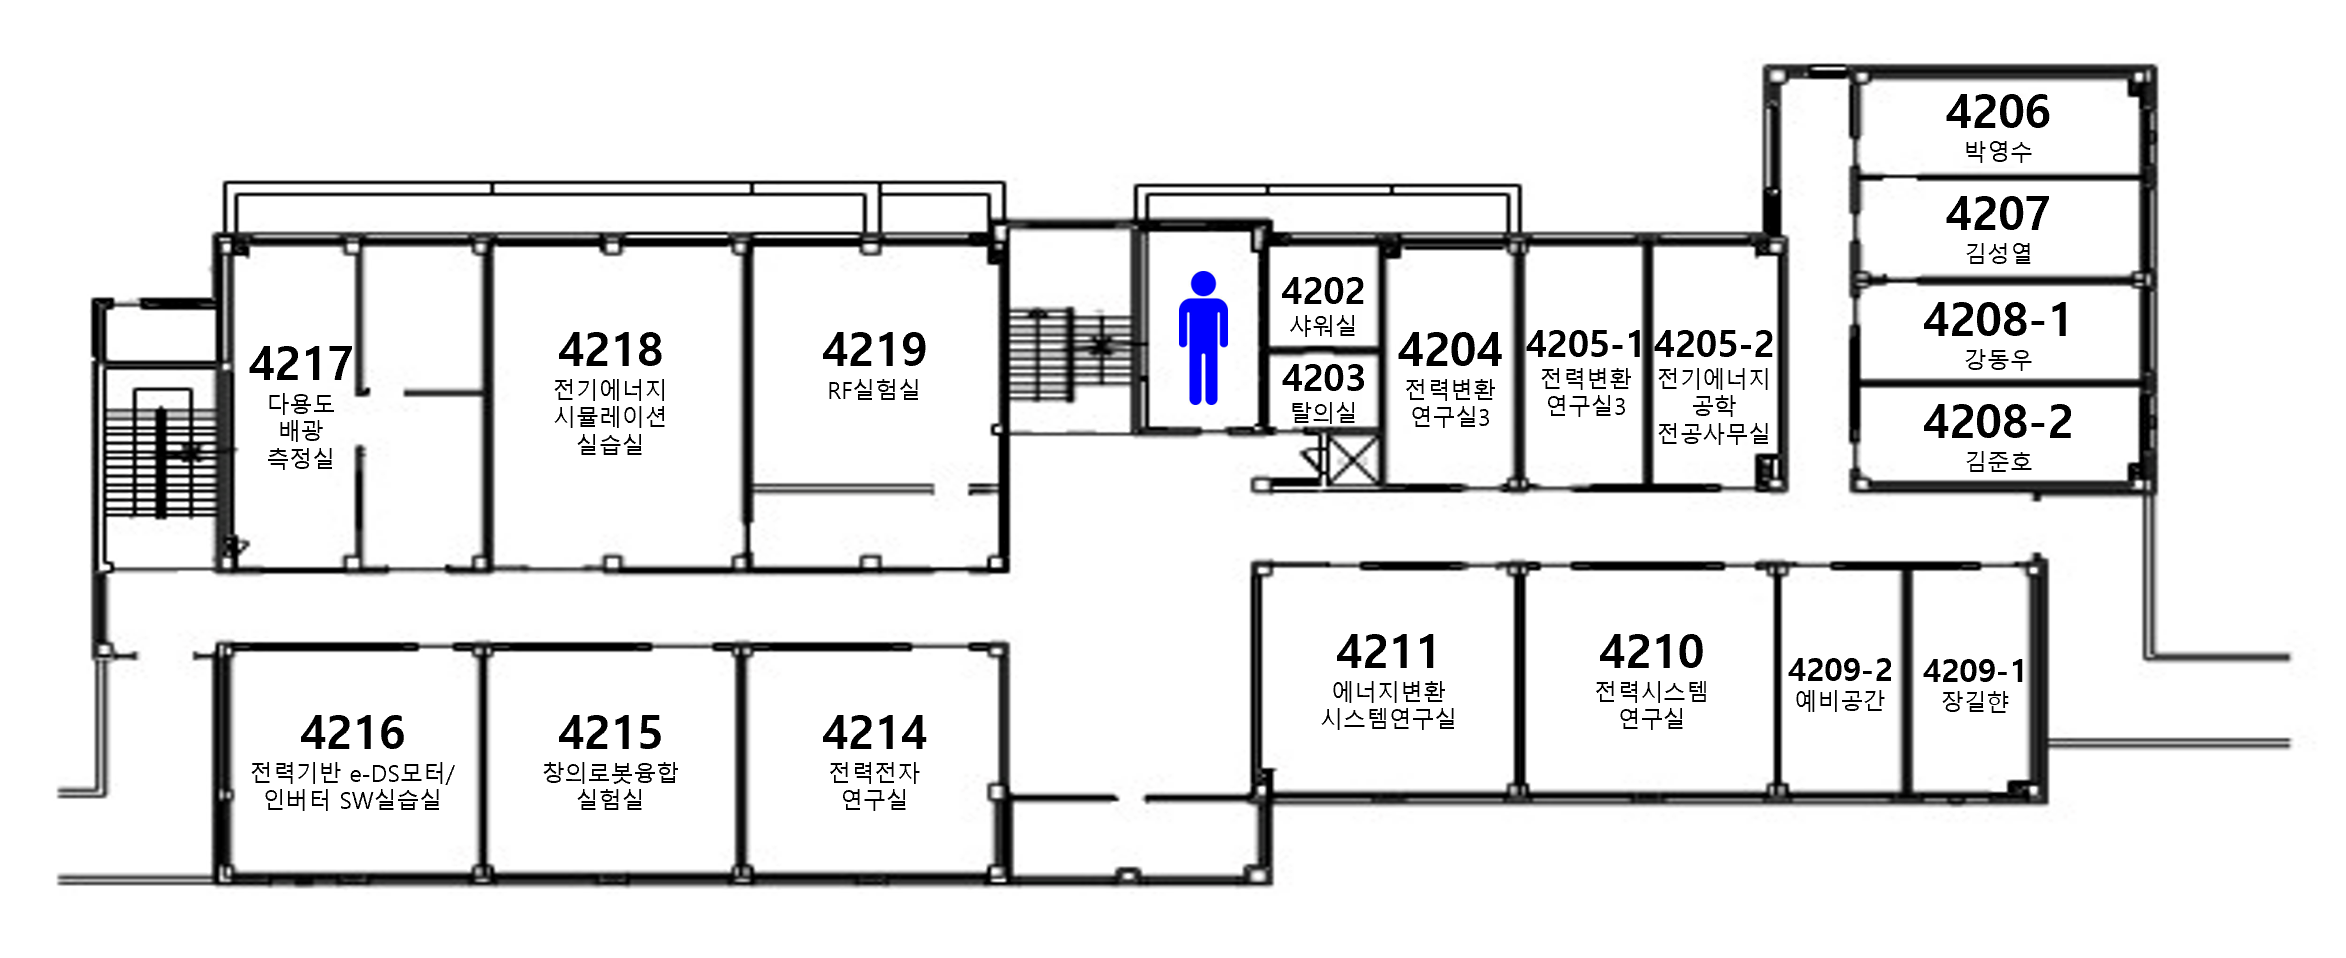 4206
박영수
4207
김성열
4208-1
강동우
4208-2
김준호
4202
샤워실
4203
탈의실
4204
전력변환
연구실3
4205-1
전력변환
연구실3
4205-2
전기에너지
공학
전공사무실
4217
다용도
배광
측정실
4218
전기에너지
시뮬레이션
실습실
4219
RF실험실
4211
에너지변환
시스템연구실
4210
전력시스템
연구실
4209-2
예비공간
4209-1
장길햔
4216
전력기반 e-DS모터/
인버터 SW실습실
4215
창의로봇융합
실험실
4214
전력전자
연구실